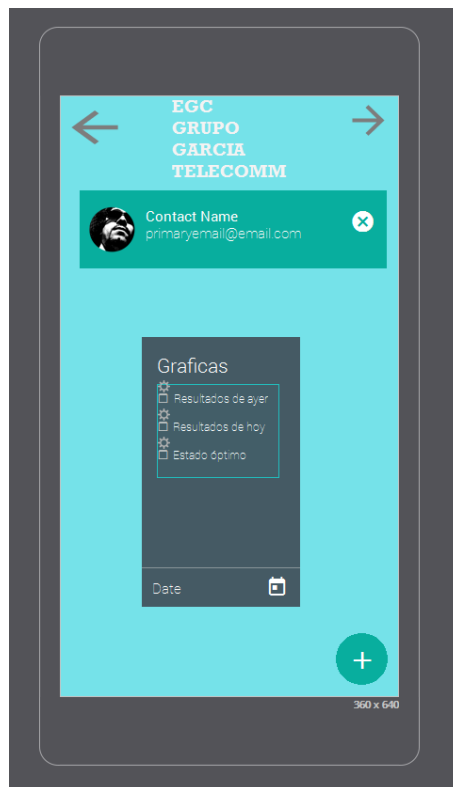 EGC
GRUPO
GARCIA
TELECOMM
Contact Name
primaryemail@email.com
Graficas
Resultados de ayer
Resultados de hoy
Estado óptimo
Date
360 x 640